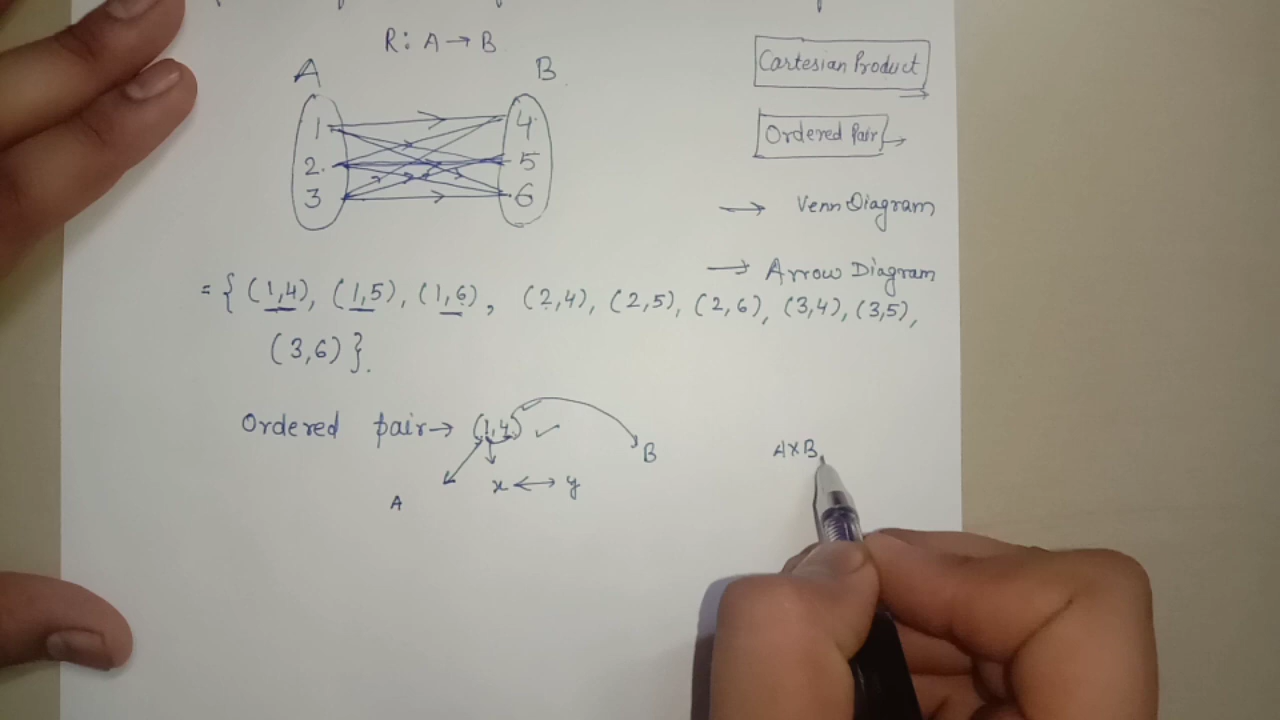 R: A → B
A B
1 4
2 5
3 6
Cartesian Product →
Ordered Pair →
→ Venn Diagram
→ Arrow Diagram
= { (1,4), (1,5), (1,6), (2,4), (2,5), (2,6), (3,4), (3,5),
(3,6) }.
Ordered pair → (1,4)
B
A x ↔ y
A×B